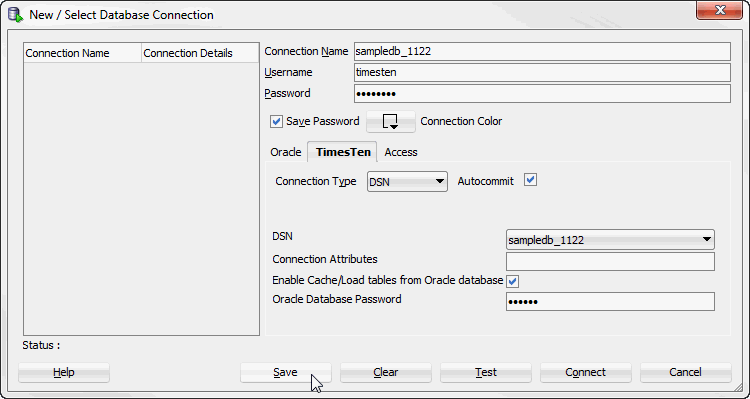 New / Select Database Connection
Connection Name Connection Details
Connection Name sampledb_1122
Username timesten
Password ••••••••
Save Password Connection Color
Oracle TimesTen Access
Connection Type DSN Autocommit
DSN sampledb_1122
Connection Attributes
Enable Cache/Load tables from Oracle database
Oracle Database Password ••••••
Status :
Help Save Clear Test Connect Cancel